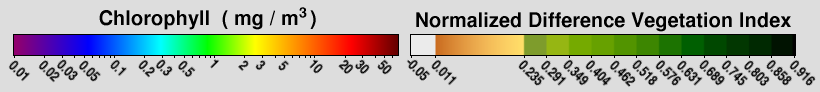 Chlorophyll ( mg / m³)
0.01 0.02 0.03 0.05 0.1 0.2 0.3 0.5 1 2 3 5 10 20 30 50
Normalized Difference Vegetation Index
-0.05 0.011 0.235 0.291 0.349 0.404 0.462 0.518 0.576 0.631 0.689 0.745 0.803 0.858 0.916